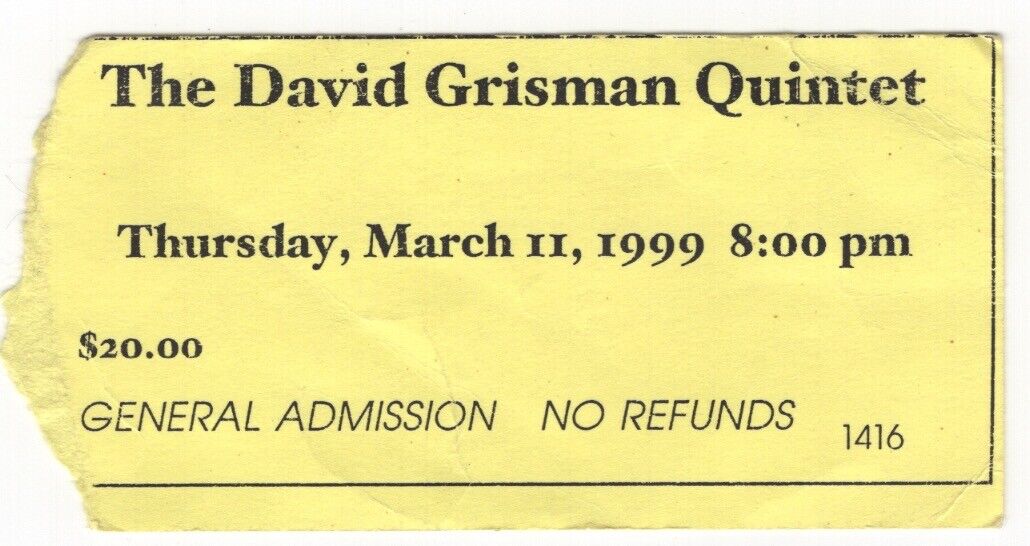 The David Grisman Quintet
Thursday, March 11, 1999 8:00 pm
$20.00
GENERAL ADMISSION NO REFUNDS
1416